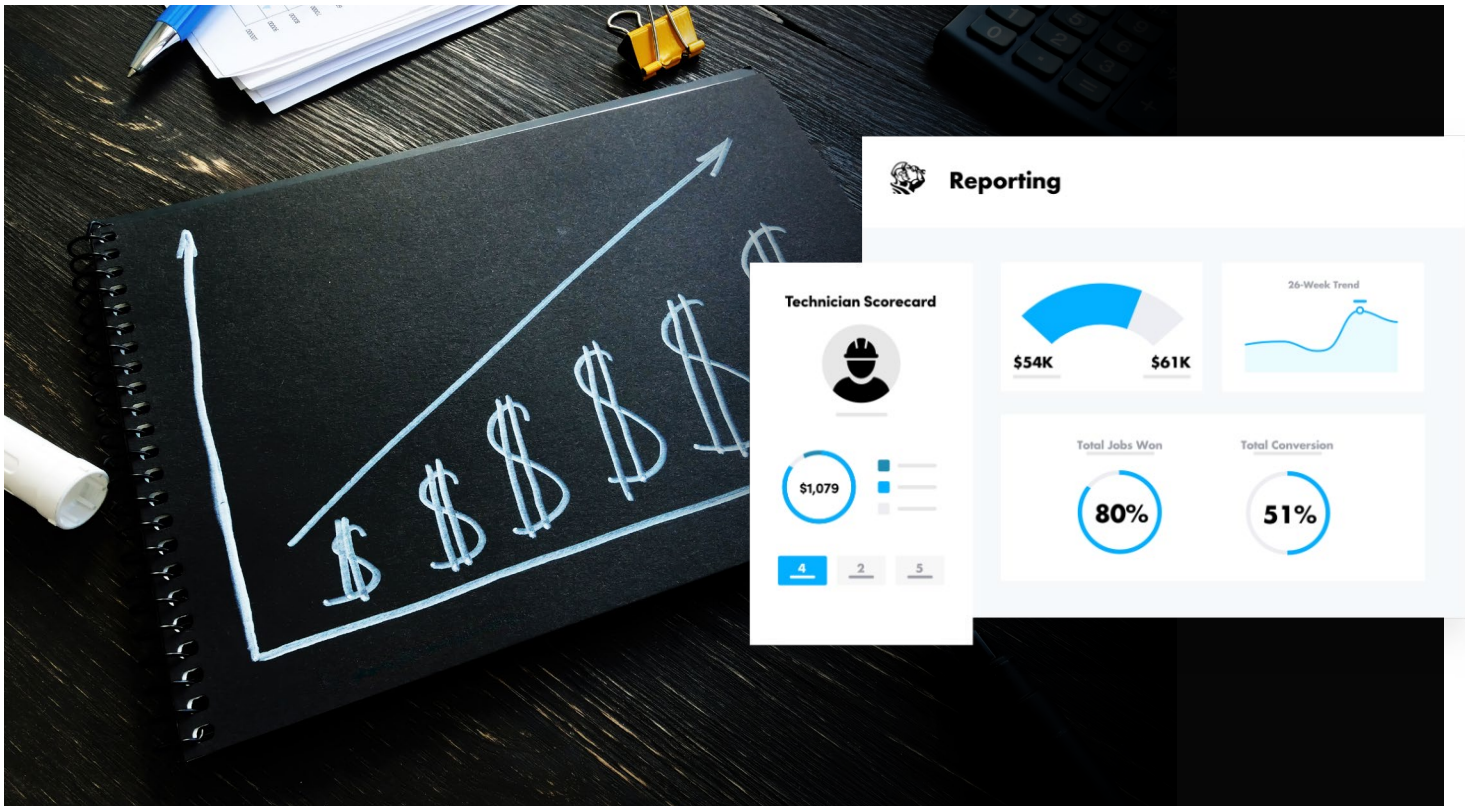 Reporting
Technician Scorecard
$54K
$61K
26-Week Trend
$1,079
4
2
5
Total Jobs Won
Total Conversion
80%
51%
$ $ $ $ $ $